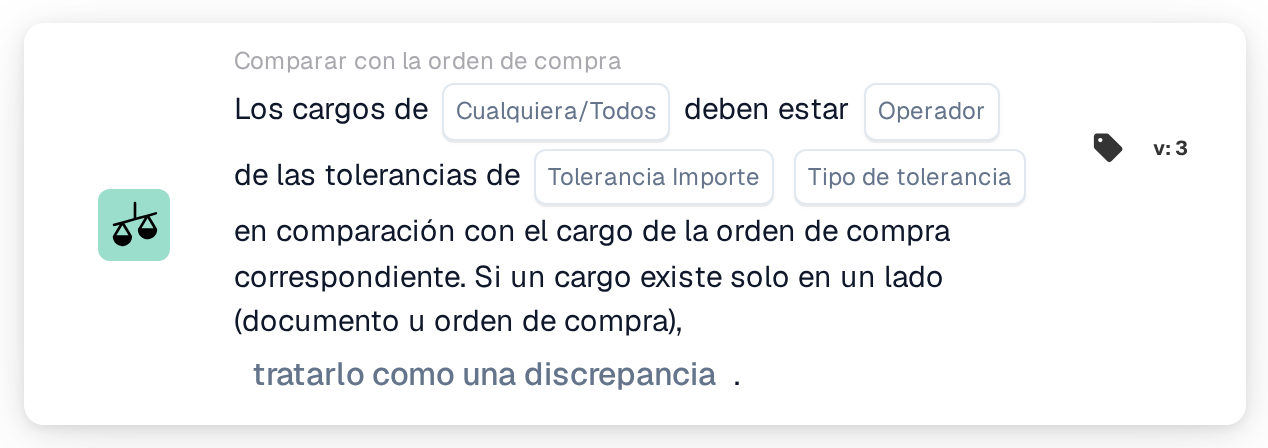 Comparar con la orden de compra
Los cargos de Cualquiera/Todos deben estar Operador
de las tolerancias de Tolerancia Importe Tipo de tolerancia
en comparación con el cargo de la orden de compra
correspondiente. Si un cargo existe solo en un lado
(documento u orden de compra),
tratarlo como una discrepancia .
v: 3